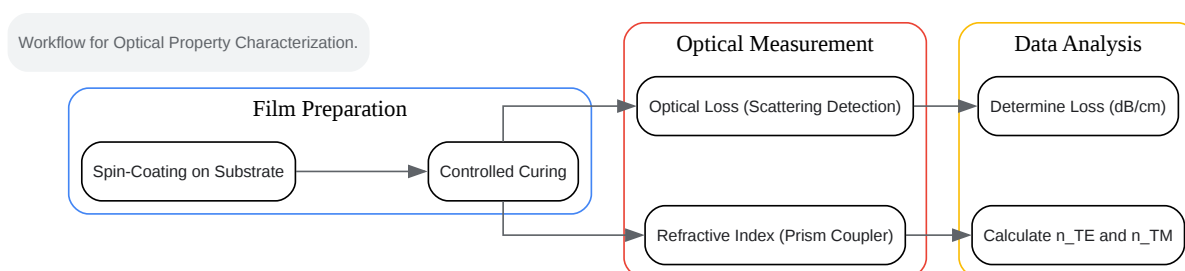 Workflow for Optical Property Characterization.
Film Preparation
Spin-Coating on Substrate
Controlled Curing
Optical Measurement
Optical Loss (Scattering Detection)
Refractive Index (Prism Coupler)
Data Analysis
Determine Loss (dB/cm)
Calculate n_TE and n_TM